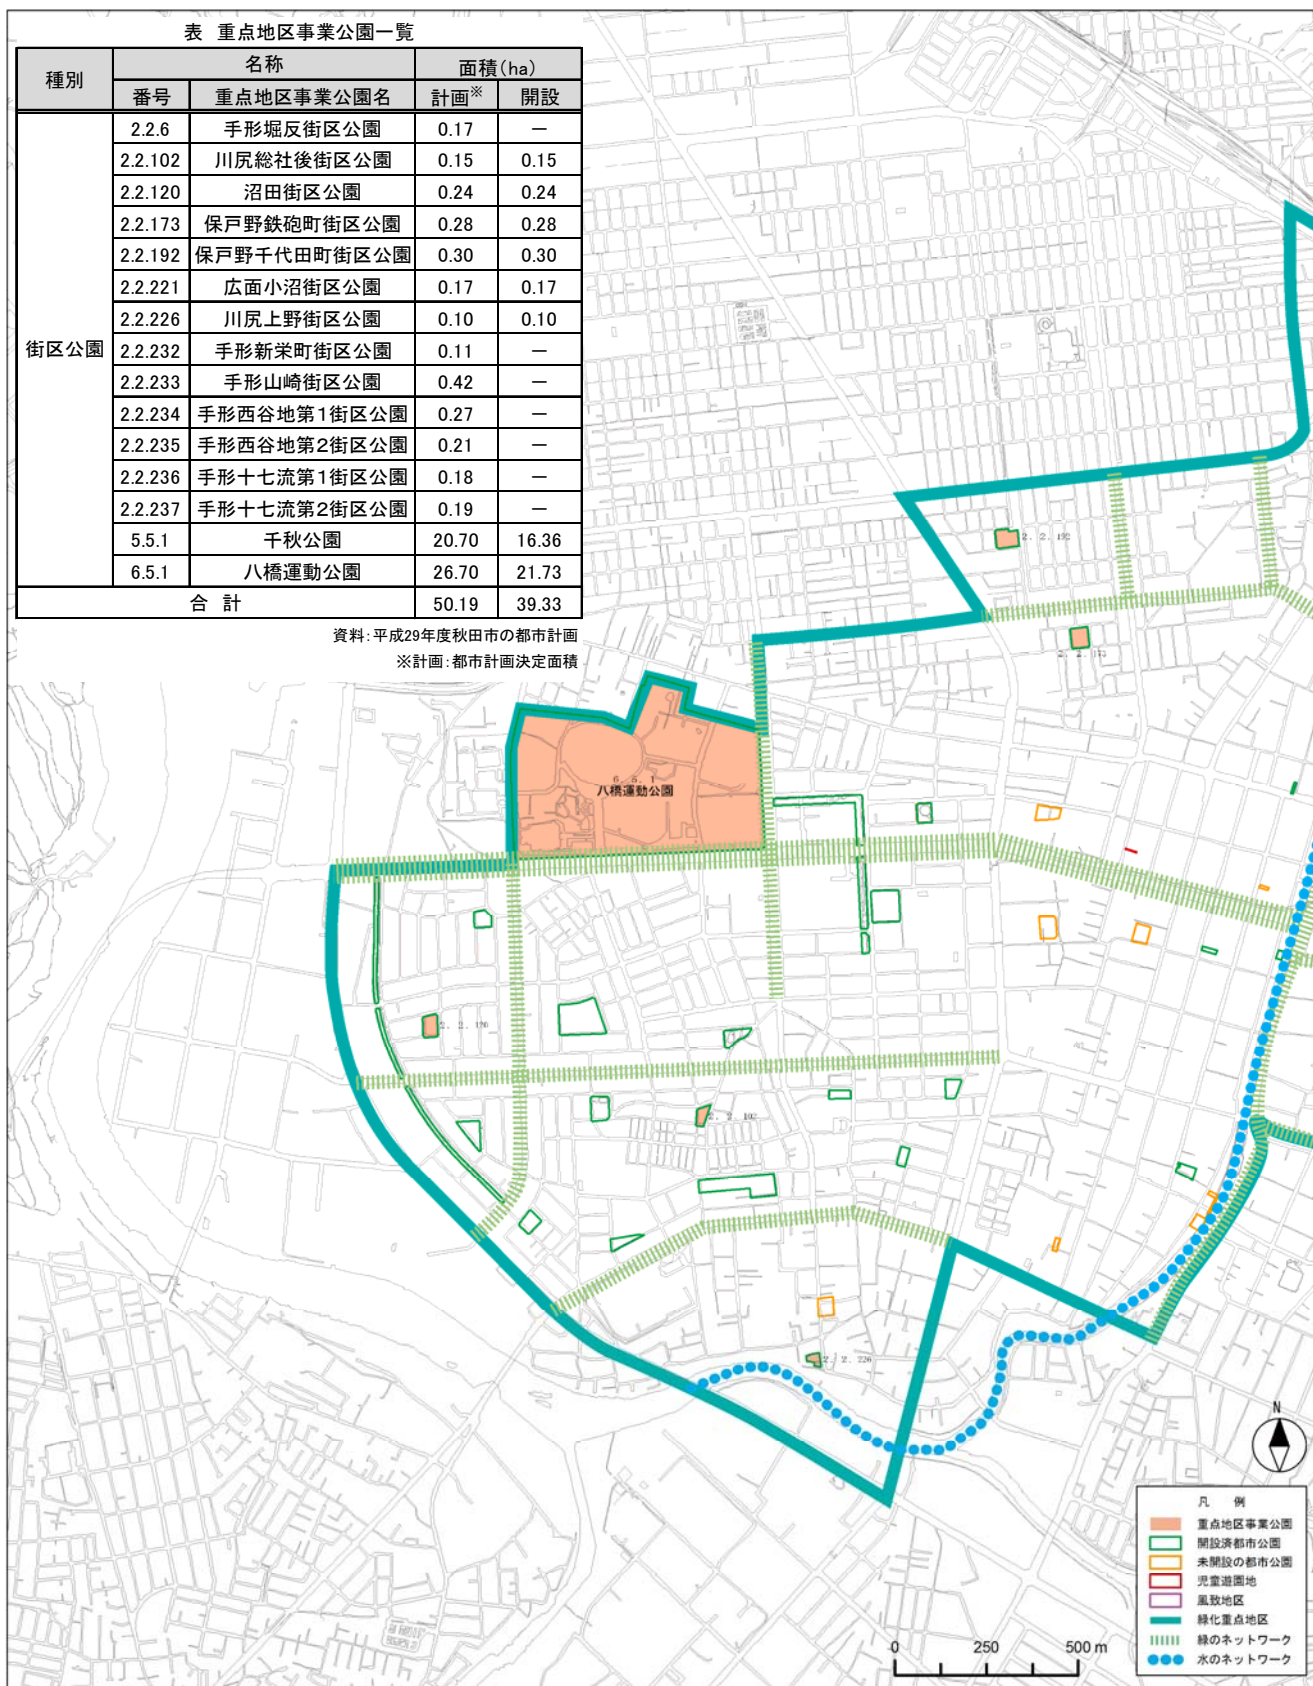 表 重点地区事業公園一覧
種別 名称 面積(ha)
番号 重点地区事業公園名 計画※ 開設
街区公園
2.2.6 手形堀反街区公園 0.17 －
2.2.102 川尻総社後街区公園 0.15 0.15
2.2.120 沼田街区公園 0.24 0.24
2.2.173 保戸野鉄砲町街区公園 0.28 0.28
2.2.192 保戸野千代田町街区公園 0.30 0.30
2.2.221 広面小沼街区公園 0.17 0.17
2.2.226 川尻上野街区公園 0.10 0.10
2.2.232 手形新栄町街区公園 0.11 －
2.2.233 手形山崎街区公園 0.42 －
2.2.234 手形西谷地第1街区公園 0.27 －
2.2.235 手形西谷地第2街区公園 0.21 －
2.2.236 手形十七流第1街区公園 0.18 －
2.2.237 手形十七流第2街区公園 0.19 －
5.5.1 千秋公園 20.70 16.36
6.5.1 八橋運動公園 26.70 21.73
合 計 50.19 39.33
資料:平成29年度秋田市の都市計画
※計画:都市計画決定面積
2. 2. 192
2. 2. 173
6. 5. 1
八橋運動公園
2. 2. 120
2. 2. 102
2. 2. 226
N
凡 例
重点地区事業公園
開設済都市公園
未開設の都市公園
児童遊園地
風致地区
緑化重点地区
緑のネットワーク
水のネットワーク
0 250 500 m